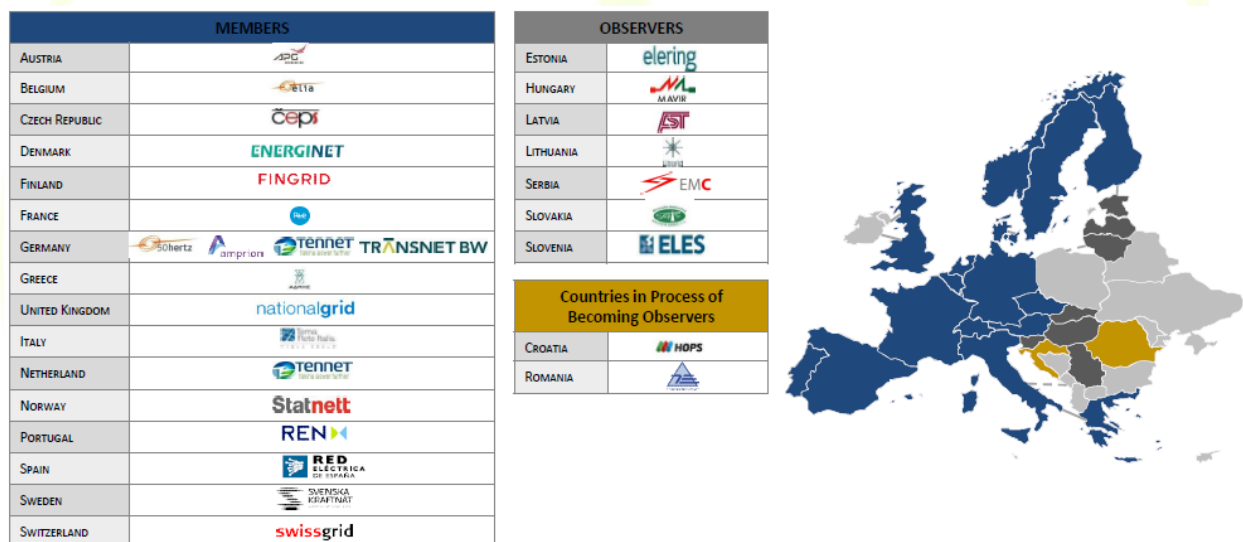 MEMBERS
AUSTRIA APG
BELGIUM elia
CZECH REPUBLIC čeps
DENMARK ENERGINET
FINLAND FINGRID
FRANCE Rte
GERMANY 50hertz amprion TENNET TRANSNET BW
GREECE
UNITED KINGDOM nationalgrid
ITALY Terna Rete Italia
NETHERLAND TENNET
NORWAY Statnett
PORTUGAL REN
SPAIN RED ELÉCTRICA DE ESPAÑA
SWEDEN SVENSKA KRAFTNÄT
SWITZERLAND swissgrid
OBSERVERS
ESTONIA elering
HUNGARY MAVIR
LATVIA AST
LITHUANIA Litgrid
SERBIA EMC
SLOVAKIA
SLOVENIA ELES
Countries in Process of
Becoming Observers
CROATIA HOPS
ROMANIA